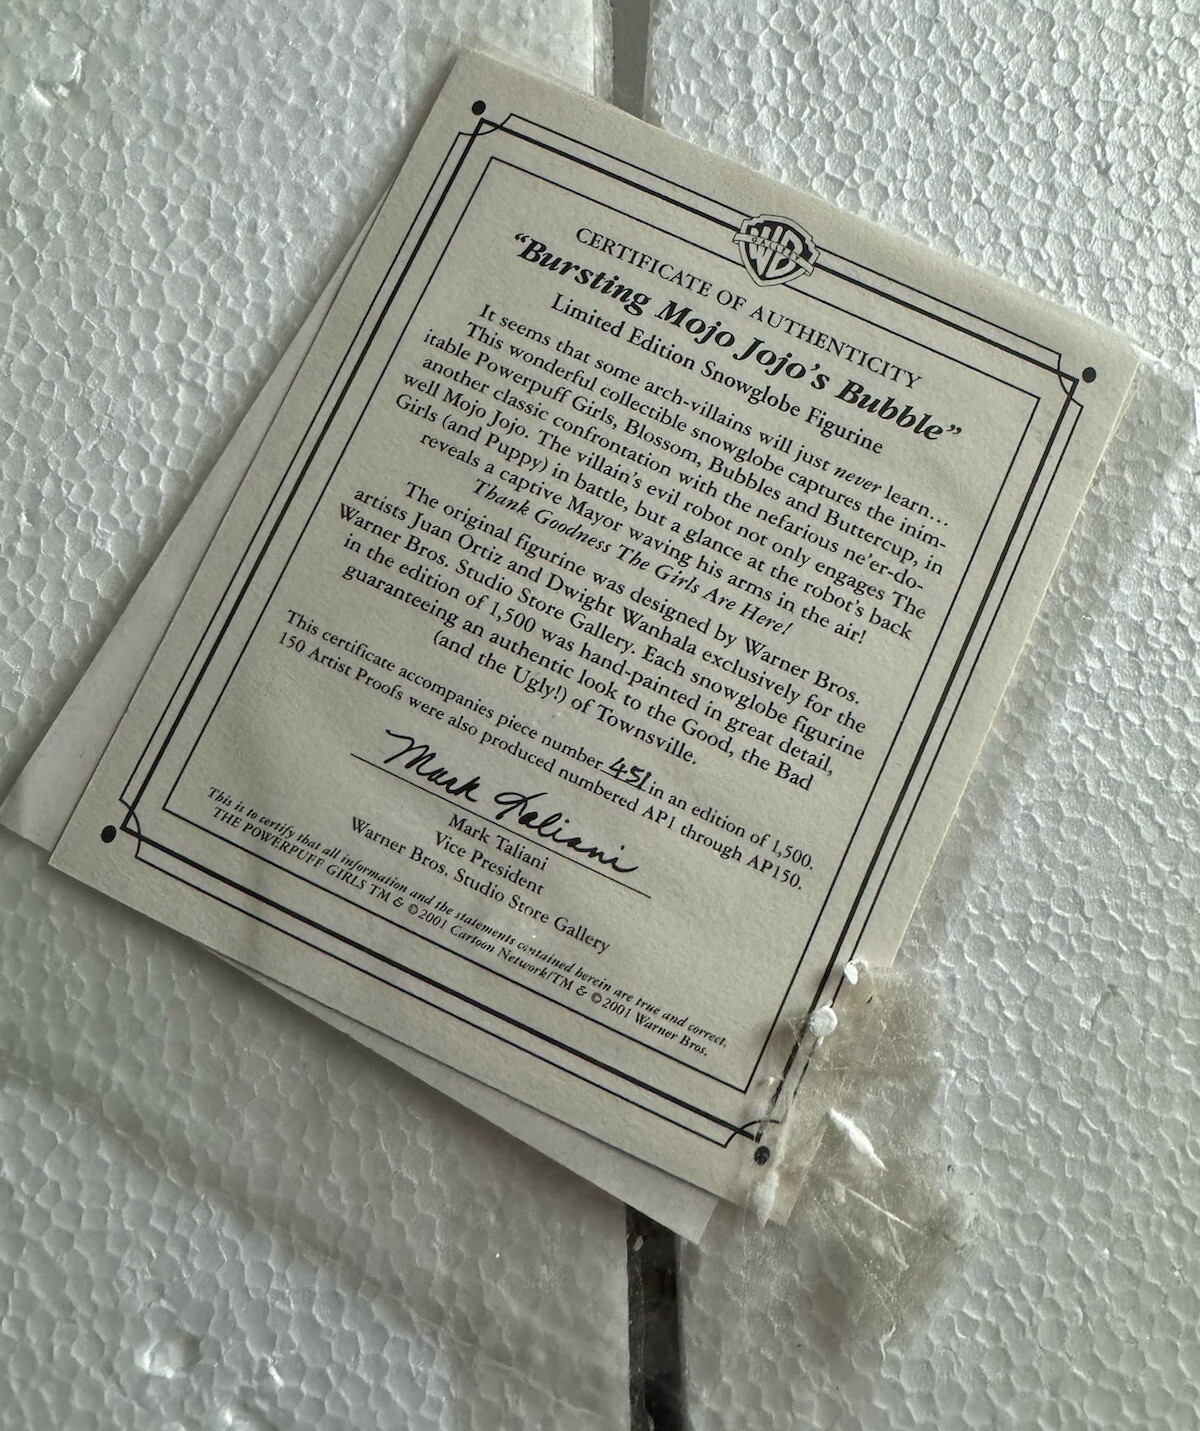 WB
GALLERY
CERTIFICATE OF AUTHENTICITY
“Bursting Mojo Jojo’s Bubble”
Limited Edition Snowglobe Figurine
It seems that some arch-villains will just never learn…
This wonderful collectible snowglobe captures the inim-
itable Powerpuff Girls, Blossom, Bubbles and Buttercup, in
another classic confrontation with the nefarious ne’er-do-
well Mojo Jojo. The villain’s evil robot not only engages The
Girls (and Puppy) in battle, but a glance at the robot’s back
reveals a captive Mayor waving his arms in the air!
Thank Goodness The Girls Are Here!
The original figurine was designed by Warner Bros.
artists Juan Ortiz and Dwight Wanhala exclusively for the
Warner Bros. Studio Store Gallery. Each snowglobe figurine
in the edition of 1,500 was hand-painted in great detail,
guaranteeing an authentic look to the Good, the Bad
(and the Ugly!) of Townsville.
This certificate accompanies piece number 451 in an edition of 1,500.
150 Artist Proofs were also produced numbered AP1 through AP150.
Mark Taliani
Mark Taliani
Vice President
Warner Bros. Studio Store Gallery
This is to certify that all information and the statements contained herein are true and correct.
THE POWERPUFF GIRLS TM & ©2001 Cartoon Network/TM & ©2001 Warner Bros.